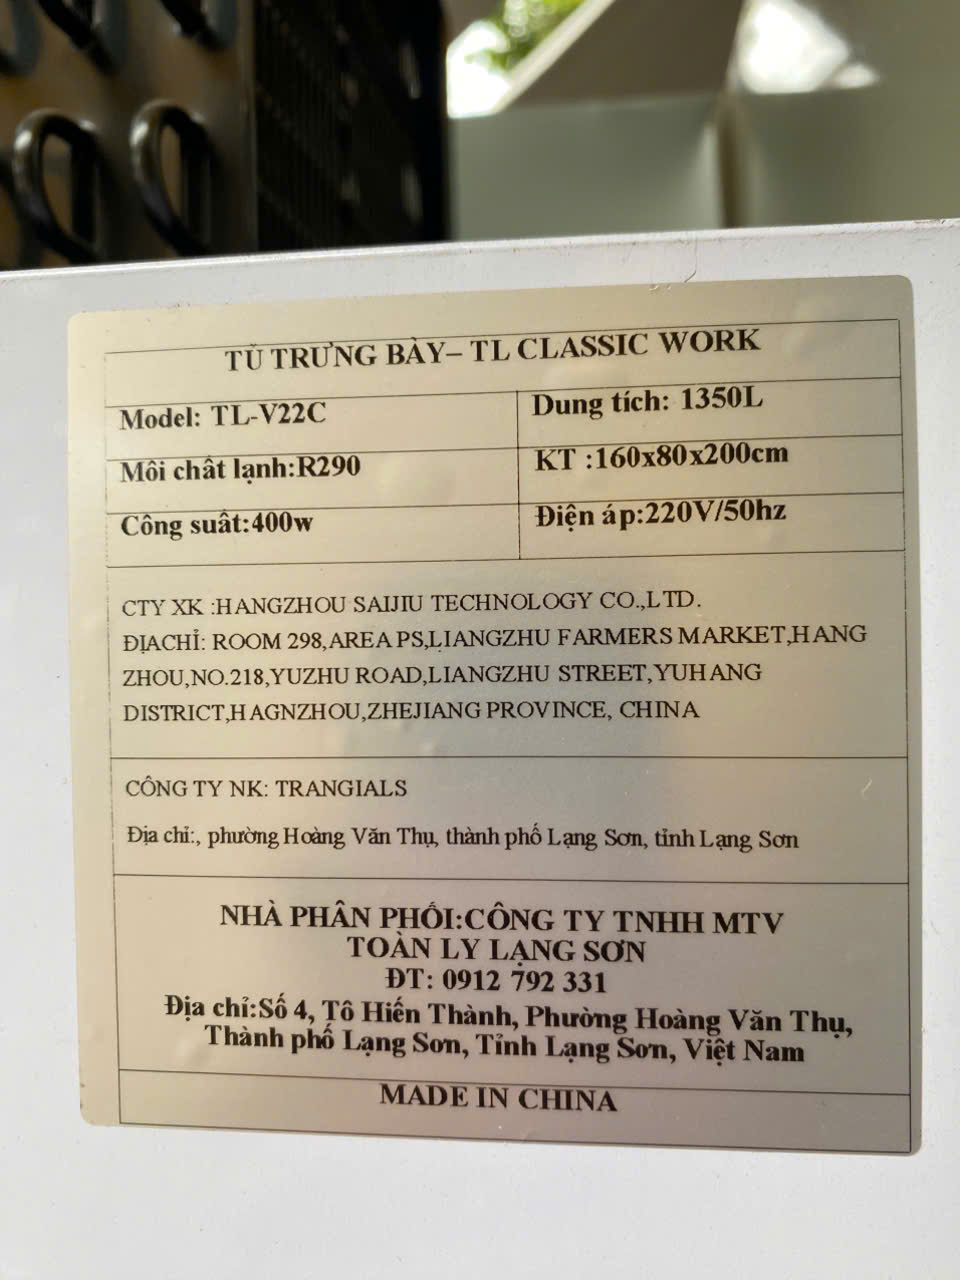 TỦ TRƯNG BÀY– TL CLASSIC WORK
Model: TL-V22C
Dung tích: 1350L
Môi chât lạnh:R290
KT :160x80x200cm
Công suât:400w
Điện áp:220V/50hz
CTY XK :HANGZHOU SAIJIU TECHNOLOGY CO.,LTD.
ĐỊACHỈ: ROOM 298,AREA PS,LIANGZHU FARMERS MARKET,HANG
ZHOU,NO.218,YUZHU ROAD,LIANGZHU STREET,YUHANG
DISTRICT,HAGNZHOU,ZHEJIANG PROVINCE, CHINA
CÔNG TY NK: TRANGIALS
Địa chỉ:, phường Hoàng Văn Thụ, thành phố Lạng Sơn, tỉnh Lạng Sơn
NHÀ PHÂN PHỐI:CÔNG TY TNHH MTV
TOÀN LY LẠNG SƠN
ĐT: 0912 792 331
Địa chỉ:Số 4, Tô Hiến Thành, Phường Hoàng Văn Thụ,
Thành phố Lạng Sơn, Tỉnh Lạng Sơn, Việt Nam
MADE IN CHINA